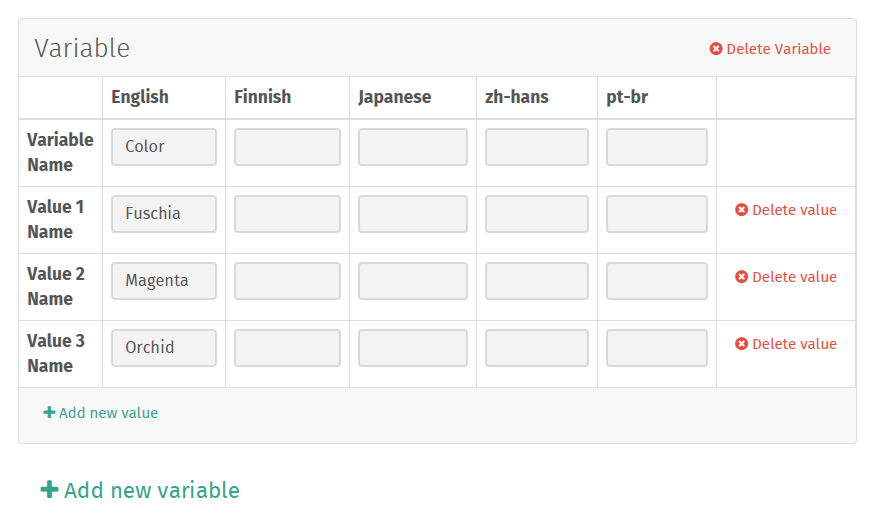 Variable
Delete Variable
English Finnish Japanese zh-hans pt-br
Variable
Name
Color
Value 1
Name
Fuschia
Delete value
Value 2
Name
Magenta
Delete value
Value 3
Name
Orchid
Delete value
Add new value
Add new variable